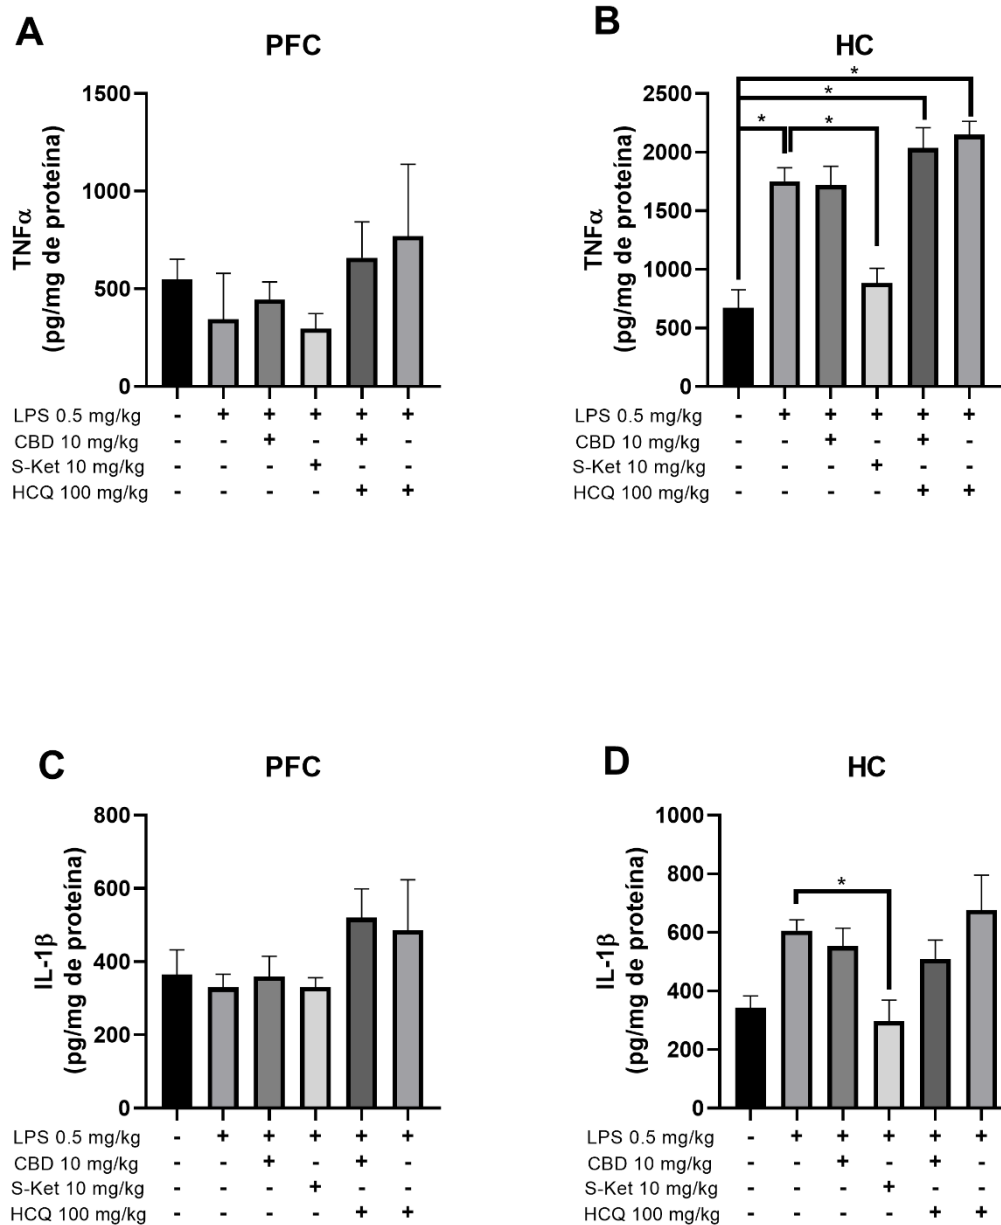 A
PFC
TNFα
(pg/mg de proteína)
1500
1000
500
0
LPS 0.5 mg/kg - + + + + +
CBD 10 mg/kg - - + - + -
S-Ket 10 mg/kg - - - + - -
HCQ 100 mg/kg - - - - + +
B
HC
TNFα
(pg/mg de proteína)
2500
2000
1500
1000
500
0
*
*
* *
LPS 0.5 mg/kg - + + + + +
CBD 10 mg/kg - - + - + -
S-Ket 10 mg/kg - - - + - -
HCQ 100 mg/kg - - - - + +
C
PFC
IL-1β
(pg/mg de proteína)
800
600
400
200
0
LPS 0.5 mg/kg - + + + + +
CBD 10 mg/kg - - + - + -
S-Ket 10 mg/kg - - - + - -
HCQ 100 mg/kg - - - - + +
D
HC
IL-1β
(pg/mg de proteína)
1000
800
600
400
200
0
*
LPS 0.5 mg/kg - + + + + +
CBD 10 mg/kg - - + - + -
S-Ket 10 mg/kg - - - + - -
HCQ 100 mg/kg - - - - + +